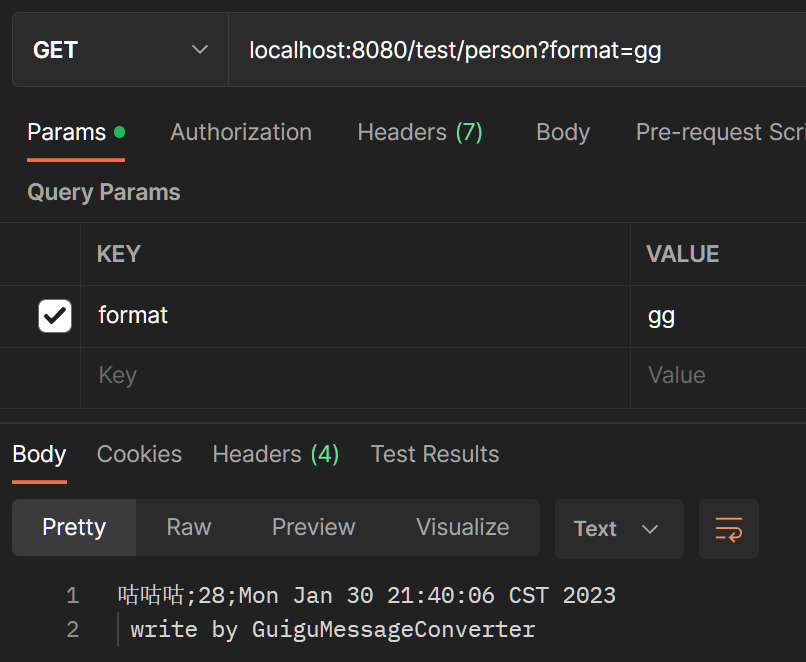 GET localhost:8080/test/person?format=gg
Params Authorization Headers (7) Body Pre-request Scri
Query Params
KEY VALUE
format gg
Key Value
Body Cookies Headers (4) Test Results
Pretty Raw Preview Visualize Text
1 咕咕咕;28;Mon Jan 30 21:40:06 CST 2023
2 write by GuiguMessageConverter